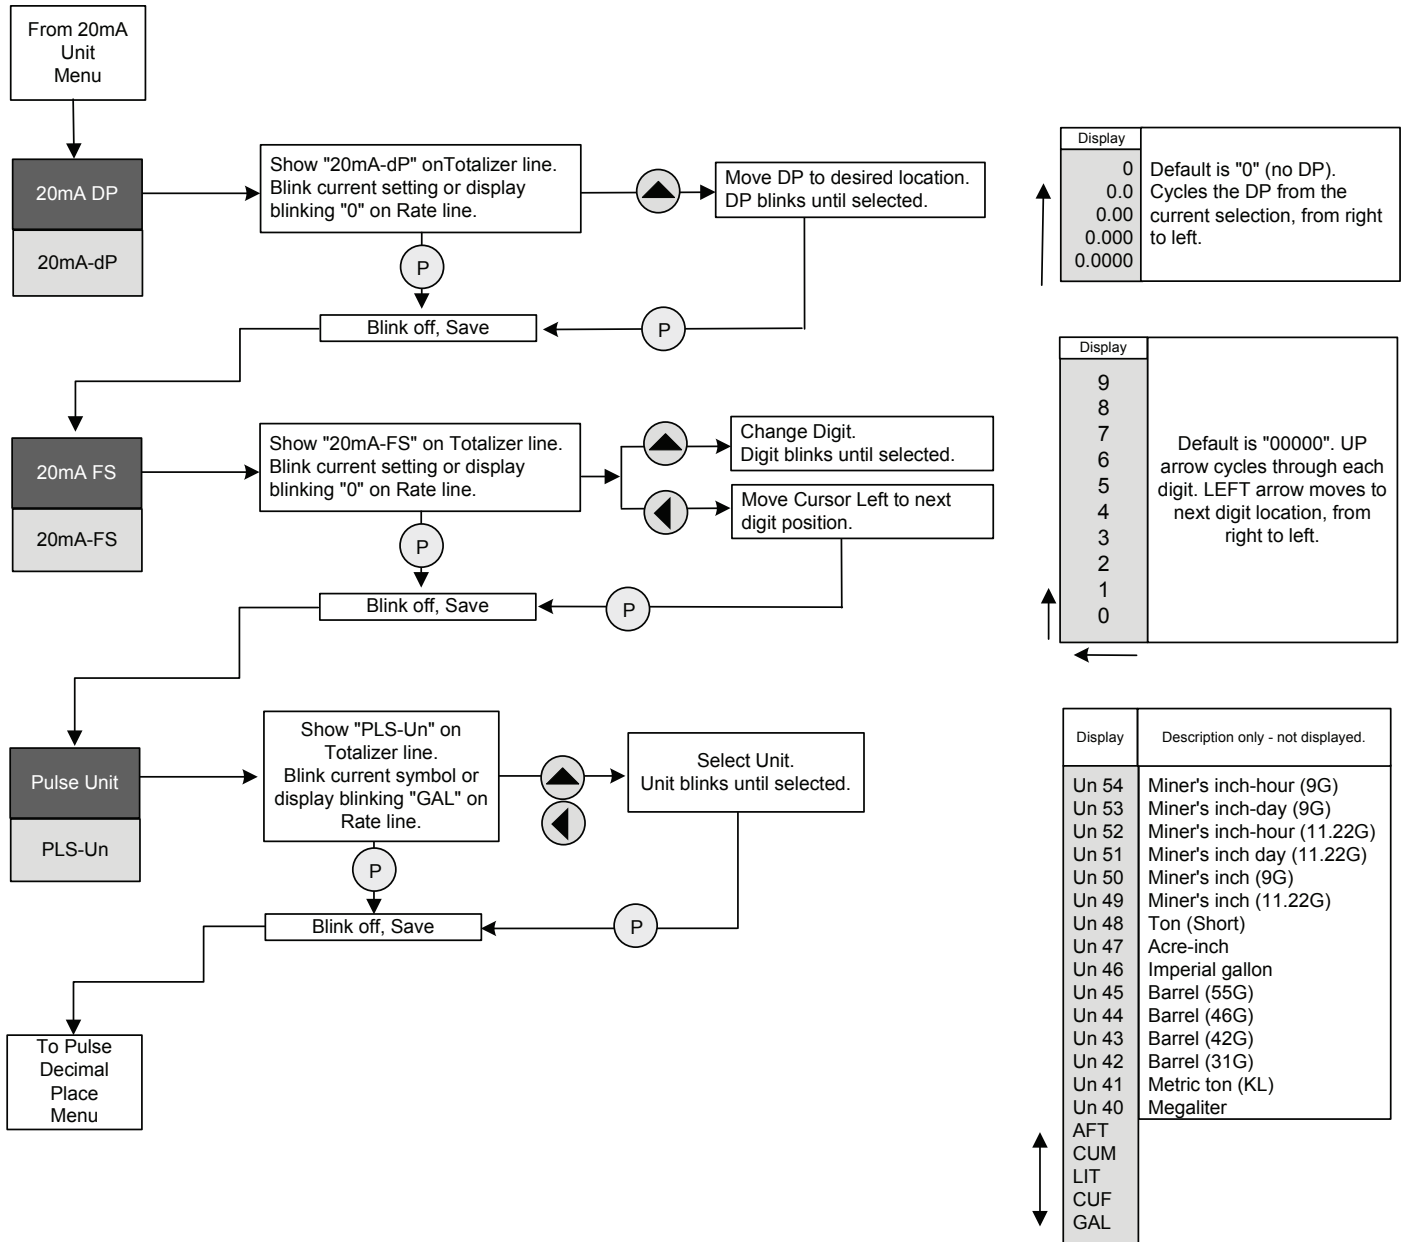 From 20mA
Unit
Menu
20mA DP
20mA-dP
Show "20mA-dP" onTotalizer line.
Blink current setting or display
blinking "0" on Rate line.
Move DP to desired location.
DP blinks until selected.
P
Blink off, Save
P
Display
0
0.0
0.00
0.000
0.0000
Default is "0" (no DP).
Cycles the DP from the
current selection, from right
to left.
20mA FS
20mA-FS
Show "20mA-FS" on Totalizer line.
Blink current setting or display
blinking "0" on Rate line.
Change Digit.
Digit blinks until selected.
Move Cursor Left to next
digit position.
P
Blink off, Save
P
Display
9
8
7
6
5
4
3
2
1
0
Default is "00000". UP
arrow cycles through each
digit. LEFT arrow moves to
next digit location, from
right to left.
Pulse Unit
PLS-Un
Show "PLS-Un" on
Totalizer line.
Blink current symbol or
display blinking "GAL" on
Rate line.
Select Unit.
Unit blinks until selected.
P
Blink off, Save
P
To Pulse
Decimal
Place
Menu
Display Description only - not displayed.
Un 54 Miner's inch-hour (9G)
Un 53 Miner's inch-day (9G)
Un 52 Miner's inch-hour (11.22G)
Un 51 Miner's inch day (11.22G)
Un 50 Miner's inch (9G)
Un 49 Miner's inch (11.22G)
Un 48 Ton (Short)
Un 47 Acre-inch
Un 46 Imperial gallon
Un 45 Barrel (55G)
Un 44 Barrel (46G)
Un 43 Barrel (42G)
Un 42 Barrel (31G)
Un 41 Metric ton (KL)
Un 40 Megaliter
AFT
CUM
LIT
CUF
GAL